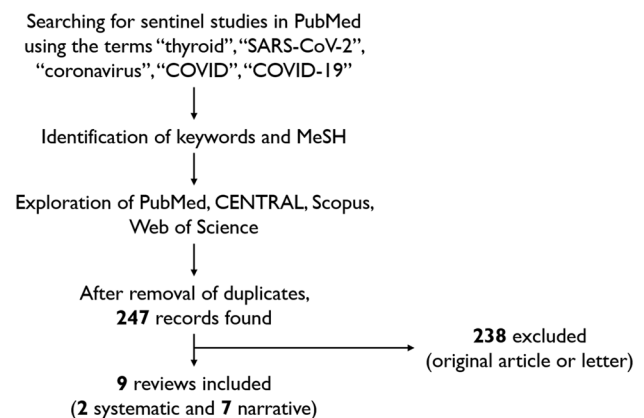 Searching for sentinel studies in PubMed
using the terms “thyroid”, “SARS-CoV-2”,
“coronavirus”, “COVID”, “COVID-19”
Identification of keywords and MeSH
Exploration of PubMed, CENTRAL, Scopus,
Web of Science
After removal of duplicates,
247 records found
238 excluded
(original article or letter)
9 reviews included
(2 systematic and 7 narrative)